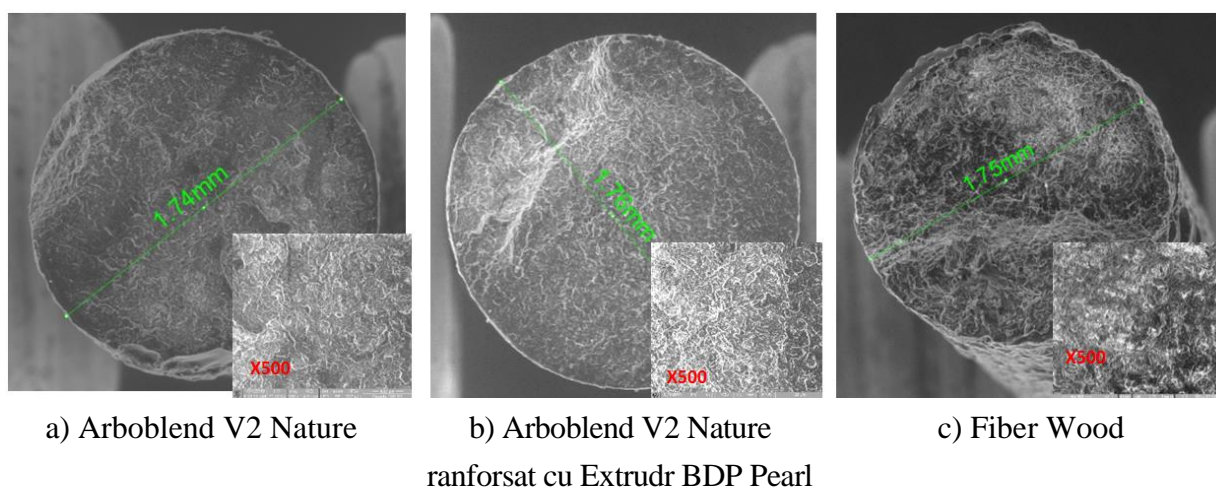 1.74mm
X500
1.76mm
X500
1.75mm
X500
a) Arboblend V2 Nature
b) Arboblend V2 Nature
ranforsat cu Extrudr BDP Pearl
c) Fiber Wood